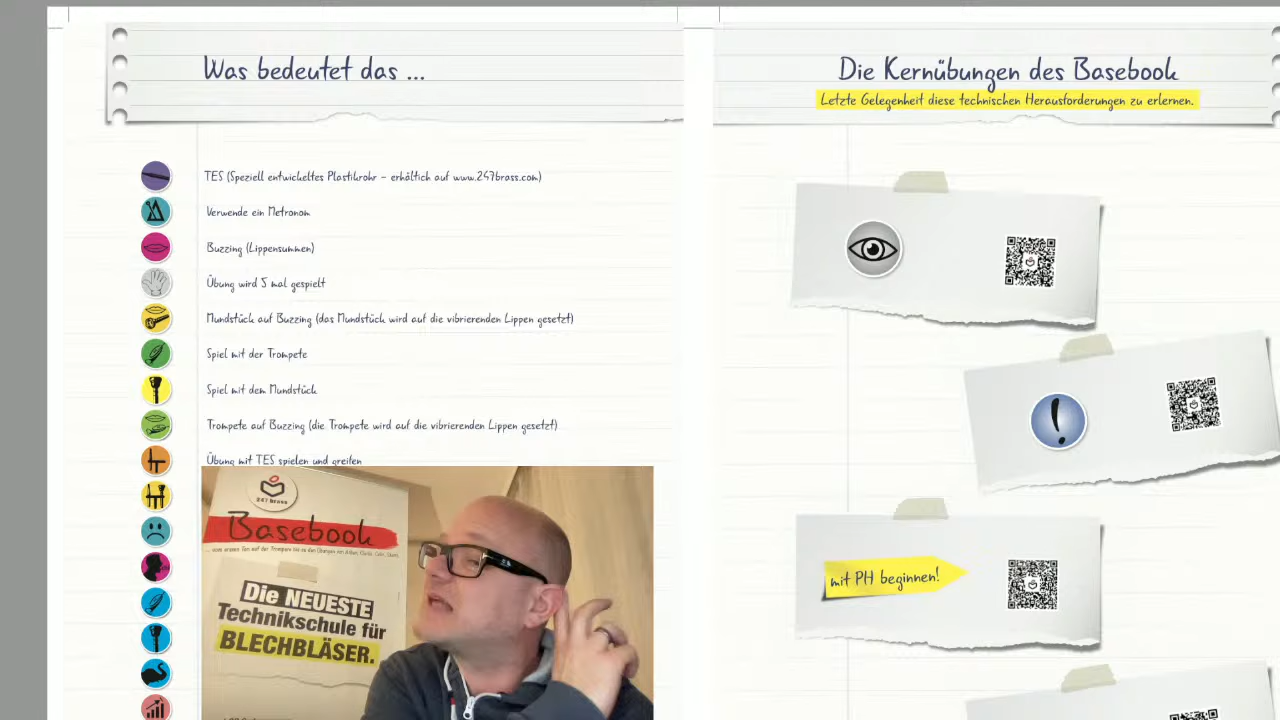 Was bedeutet das ...
TES (Speziell entwickeltes Plastikrohr - erhältlich auf www.247brass.com)
Verwende ein Metronom
Buzzing (Lippensummen)
Übung wird 5 mal gespielt
Mundstück auf Buzzing (das Mundstück wird auf die vibrierenden Lippen gesetzt)
Spiel mit der Trompete
Spiel mit dem Mundstück
Trompete auf Buzzing (die Trompete wird auf die vibrierenden Lippen gesetzt)
Übung mit TES spielen und greifen
247 brass
Basebook
Die NEUESTE
Technikschule für
BLECHBLÄSER.
Die Kernübungen des Basebook
Letzte Gelegenheit diese technischen Herausforderungen zu erlernen.
!
mit PH beginnen!